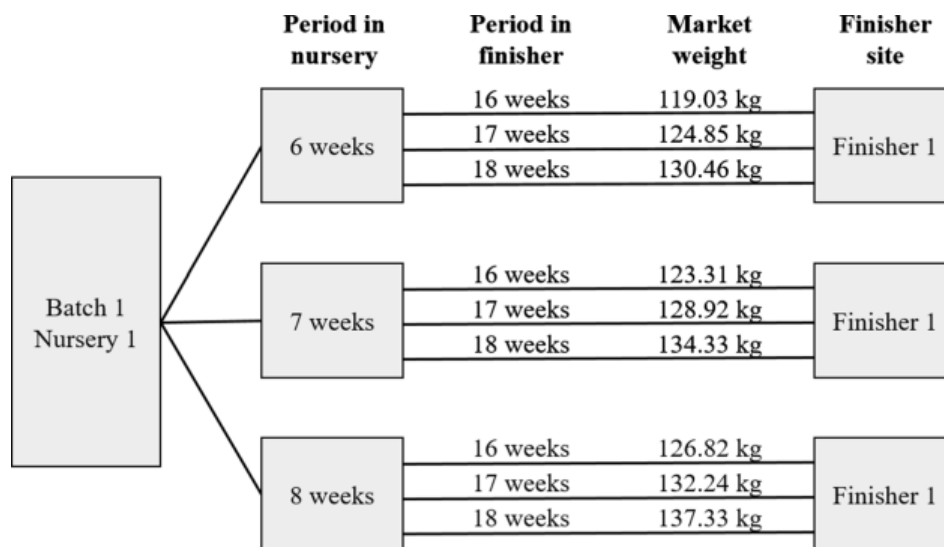 Period in nursery
Period in finisher
Market weight
Finisher site
Batch 1
Nursery 1
6 weeks
16 weeks 119.03 kg
17 weeks 124.85 kg
18 weeks 130.46 kg
Finisher 1
7 weeks
16 weeks 123.31 kg
17 weeks 128.92 kg
18 weeks 134.33 kg
Finisher 1
8 weeks
16 weeks 126.82 kg
17 weeks 132.24 kg
18 weeks 137.33 kg
Finisher 1